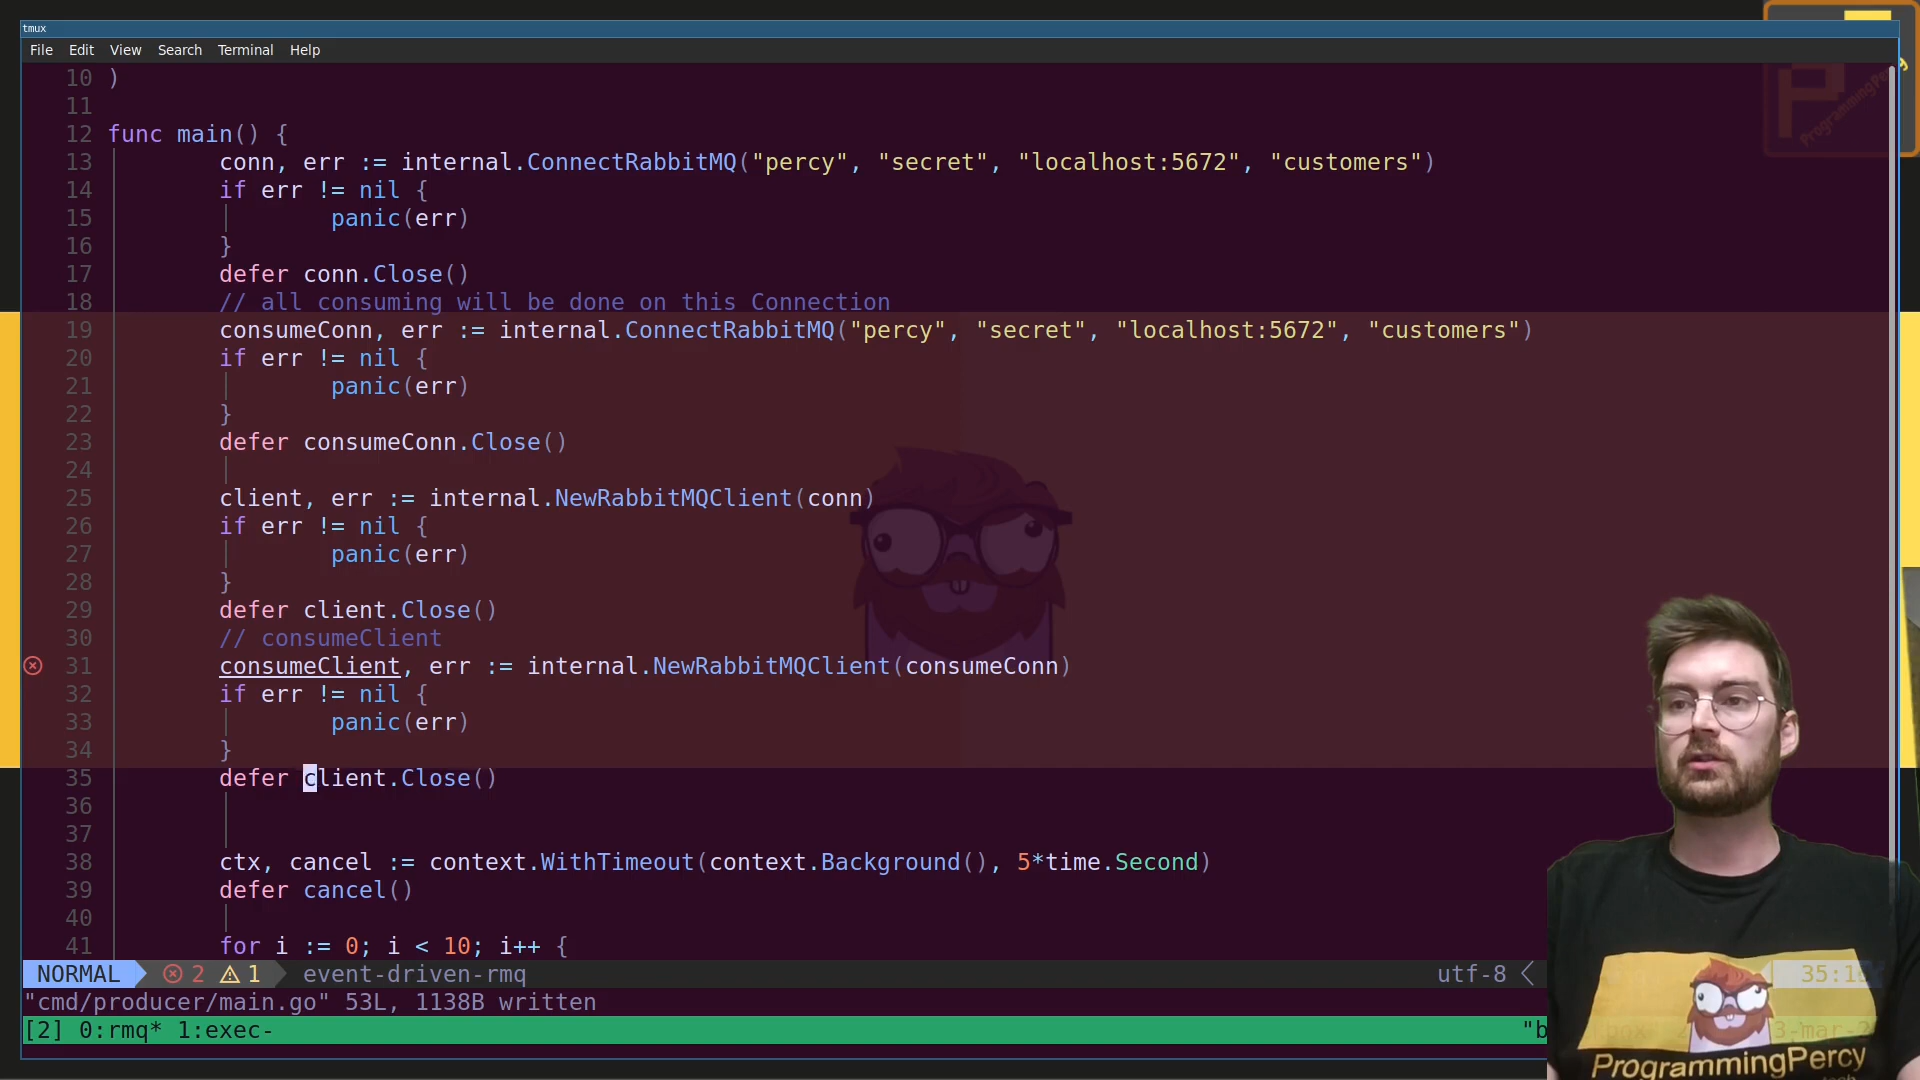 tmux
File Edit View Search Terminal Help
10 )
11
12 func main() {
13 conn, err := internal.ConnectRabbitMQ("percy", "secret", "localhost:5672", "customers")
14 if err != nil {
15 panic(err)
16 }
17 defer conn.Close()
18 // all consuming will be done on this Connection
19 consumeConn, err := internal.ConnectRabbitMQ("percy", "secret", "localhost:5672", "customers")
20 if err != nil {
21 panic(err)
22 }
23 defer consumeConn.Close()
24
25 client, err := internal.NewRabbitMQClient(conn)
26 if err != nil {
27 panic(err)
28 }
29 defer client.Close()
30 // consumeClient
31 consumeClient, err := internal.NewRabbitMQClient(consumeConn)
32 if err != nil {
33 panic(err)
34 }
35 defer client.Close()
36
37
38 ctx, cancel := context.WithTimeout(context.Background(), 5*time.Second)
39 defer cancel()
40
41 for i := 0; i < 10; i++ {
NORMAL 2 1 event-driven-rmq utf-8
"cmd/producer/main.go" 53L, 1138B written
[2] 0:rmq* 1:exec-
ProgrammingPercy
ProgrammingPercy